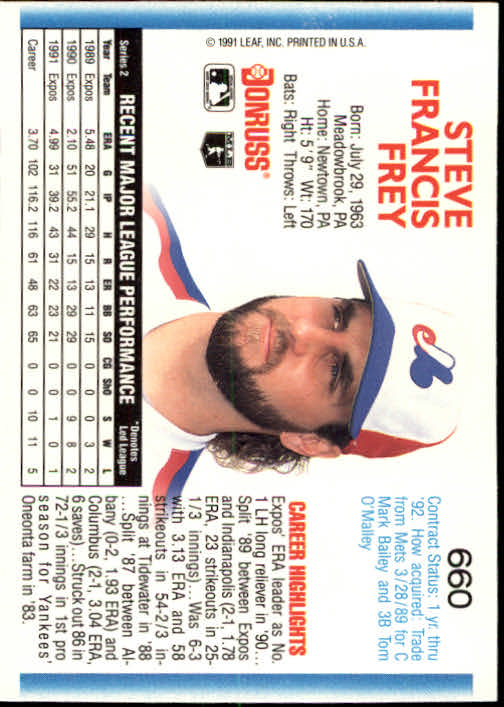 STEVE
FRANCIS
FREY
Born: July 29, 1963
Meadowbrook, PA
Home: Newtown, PA
Ht: 5'9" Wt: 170
Bats: Right Throws: Left
DONRUSS®
© 1991 LEAF, INC. PRINTED IN U.S.A.
660
Contract Status: 1 yr. thru
'92. How acquired: Trade
from Mets 3/28/89 for C
Mark Bailey and 3B Tom
O'Malley
CAREER HIGHLIGHTS
Expos' ERA leader as No.
1 LH long reliever in '90...
Split '89 between Expos
and Indianapolis (2-1, 1.78
ERA, 23 strikeouts in 25-
1/3 innings)... Was 6-3
with 3.13 ERA and 58
strikeouts in 54-2/3 in-
nings at Tidewater in '88
...Split '87 between Al-
bany (0-2, 1.93 ERA) and
Columbus (2-1, 3.04 ERA,
6 saves)...Struck out 86 in
72-1/3 innings in 1st pro
season for Yankees'
Oneonta farm in '83.
Series 2 RECENT MAJOR LEAGUE PERFORMANCE *Denotes
Led League
Year Team ERA G IP H R ER BB SO CG ShO S W L
1989 Expos 5.48 20 21.1 29 15 13 11 15 0 0 0 3 2
1990 Expos 2.10 51 55.2 44 15 13 29 29 0 0 9 8 2
1991 Expos 4.99 31 39.2 43 31 22 23 21 0 0 1 0 1
Career 3.70 102 116.2 116 61 48 63 65 0 0 10 11 5